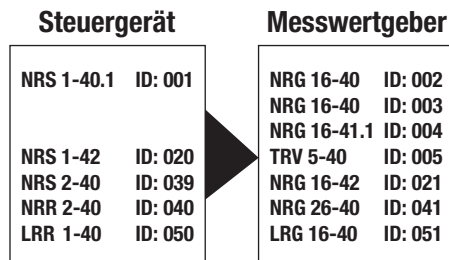 Steuergerät
NRS 1-40.1 ID: 001
NRS 1-42 ID: 020
NRS 2-40 ID: 039
NRR 2-40 ID: 040
LRR 1-40 ID: 050
Messwertgeber
NRG 16-40 ID: 002
NRG 16-40 ID: 003
NRG 16-41.1 ID: 004
TRV 5-40 ID: 005
NRG 16-42 ID: 021
NRG 26-40 ID: 041
LRG 16-40 ID: 051